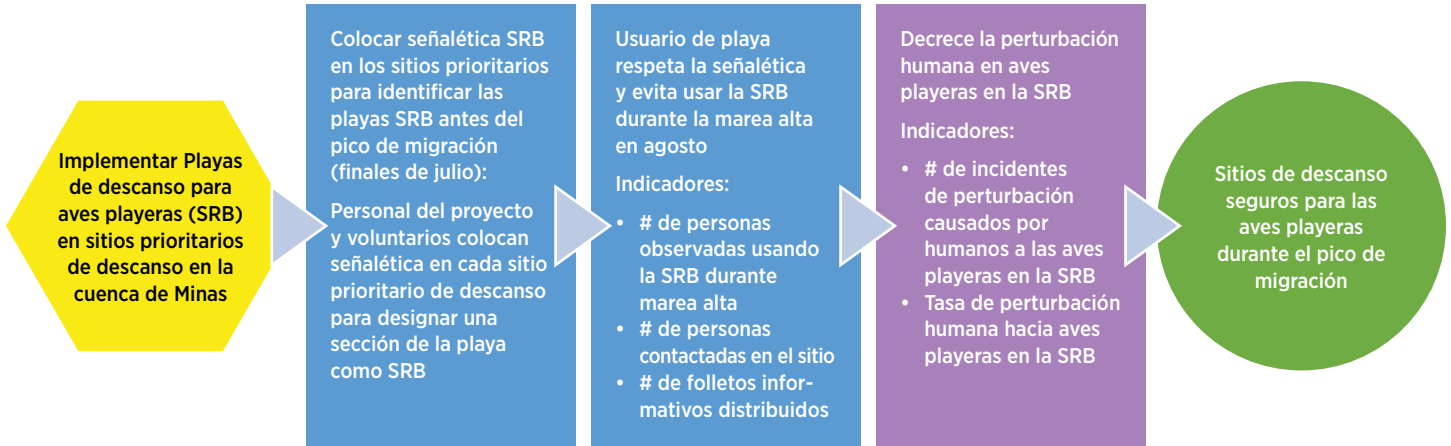 Implementar Playas
de descanso para
aves playeras (SRB)
en sitios prioritarios
de descanso en la
cuenca de Minas
Colocar señalética SRB
en los sitios prioritarios
para identificar las
playas SRB antes del
pico de migración
(finales de julio):
Personal del proyecto
y voluntarios colocan
señalética en cada sitio
prioritario de descanso
para designar una
sección de la playa
como SRB
Usuario de playa
respeta la señalética
y evita usar la SRB
durante la marea alta
en agosto
Indicadores:
• # de personas
observadas usando
la SRB durante
marea alta
• # de personas
contactadas en el sitio
• # de folletos infor-
mativos distribuidos
Decrece la perturbación
humana en aves
playeras en la SRB
Indicadores:
• # de incidentes
de perturbación
causados por
humanos a las aves
playeras en la SRB
• Tasa de perturbación
humana hacia aves
playeras en la SRB
Sitios de descanso
seguros para las
aves playeras
durante el pico de
migración